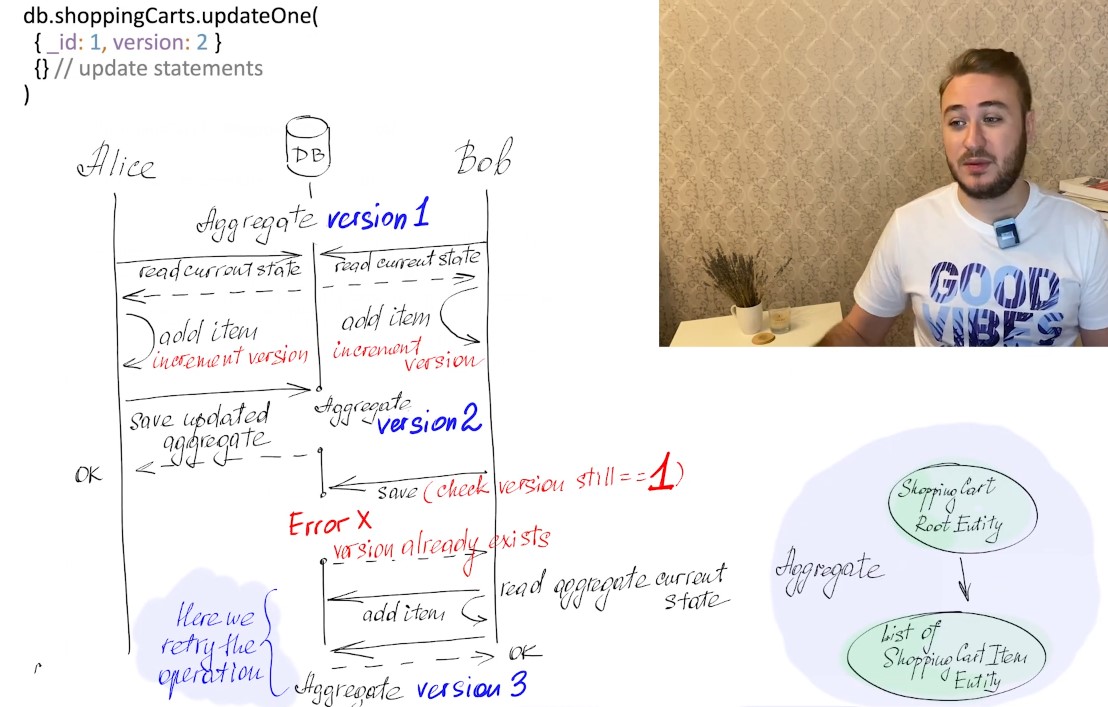 db.shoppingCarts.updateOne(
{ _id: 1, version: 2 }
{} // update statements
)
Alice
DB
Bob
Aggregate version 1
read current state
read current state
add item
increment version
add item
increment
version
save updated
aggregate
Aggregate
version 2
OK
save (check version still == 1)
Error X
version already exists
read aggregate current
state
add item
Here we
retry the
operation
OK
Aggregate version 3
GOOD
VIBES
Aggregate
Shopping Cart
Root Entity
List of
Shopping Cart Item
Entity